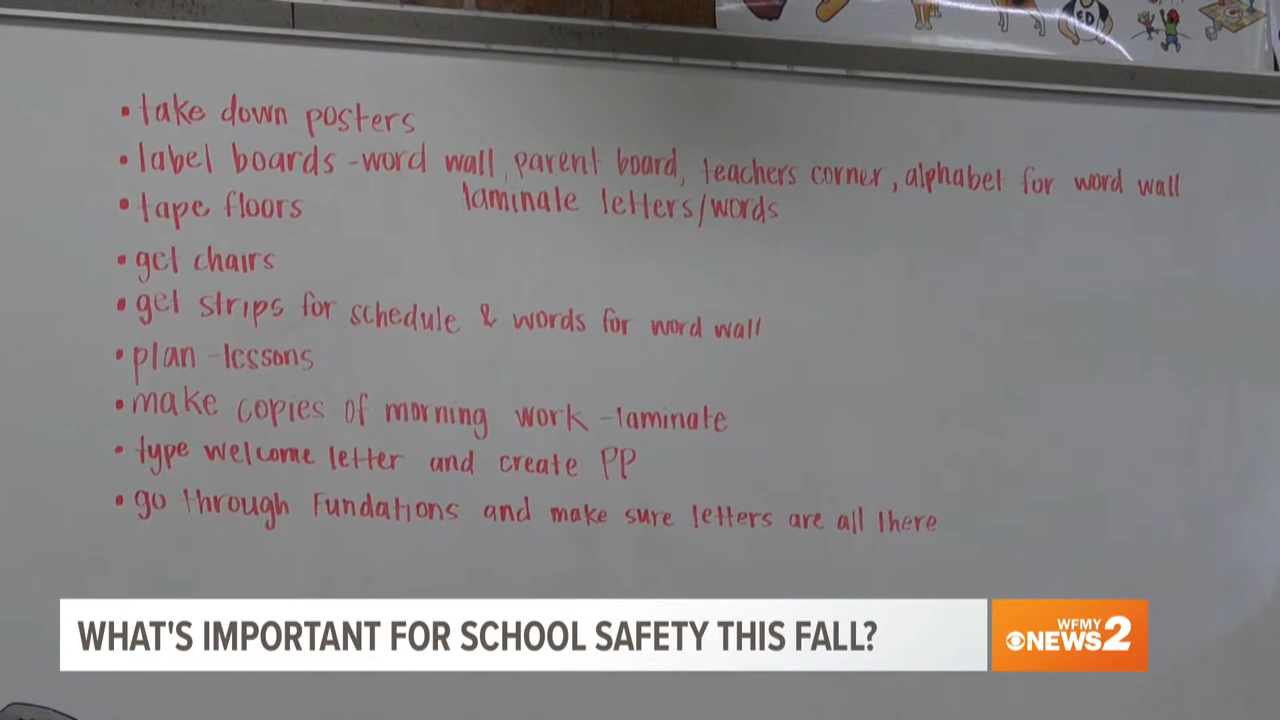 ED
• take down posters
• label boards - word wall, parent board, teachers corner, alphabet for word wall
laminate letters/words
• tape floors
• get chairs
• get strips for schedule & words for word wall
• plan - lessons
• make copies of morning work - laminate
• type welcome letter and create PP
• go through Fundations and make sure letters are all there
WHAT'S IMPORTANT FOR SCHOOL SAFETY THIS FALL?
WFMY
NEWS 2